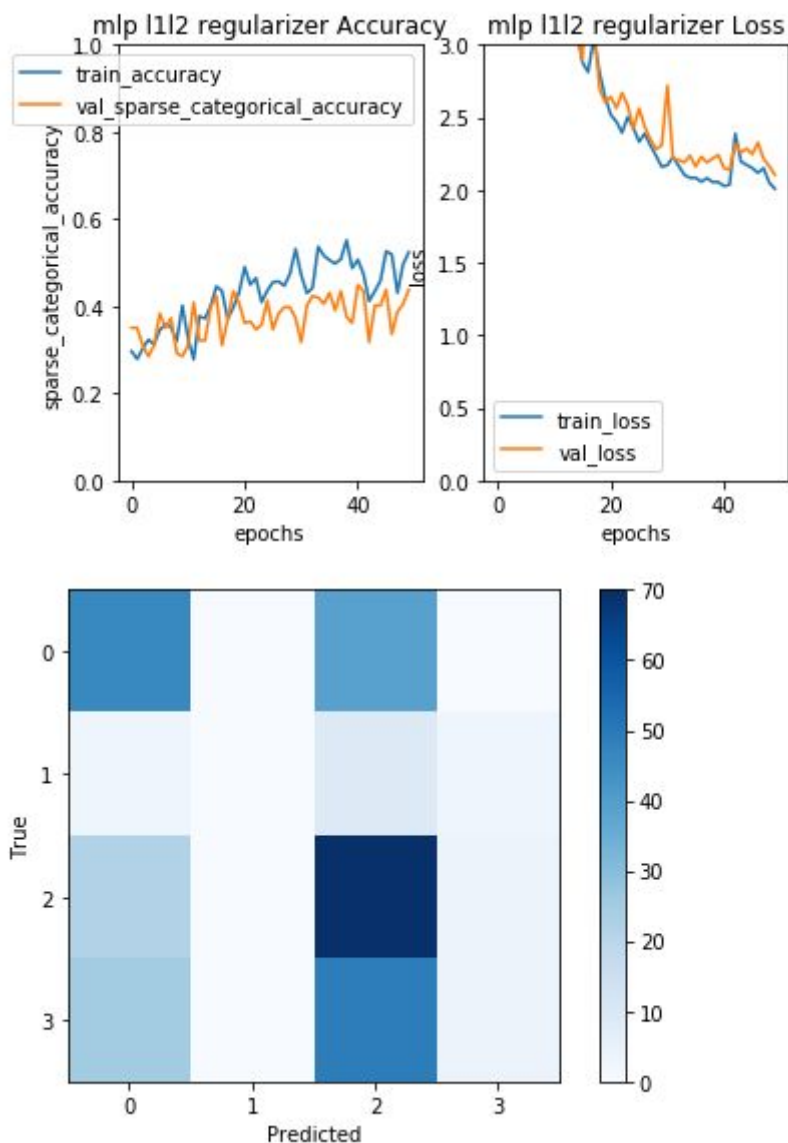 mlp l1l2 regularizer Accuracy
1.0
train_accuracy
val_sparse_categorical_accuracy
0.8
0.6
0.4
0.2
0.0
sparse_categorical_accuracy
0 20 40
epochs
mlp l1l2 regularizer Loss
3.0
2.5
2.0
1.5
1.0
0.5
0.0
loss
train_loss
val_loss
0 20 40
epochs
0
1
2
3
True
0 1 2 3
Predicted
70
60
50
40
30
20
10
0